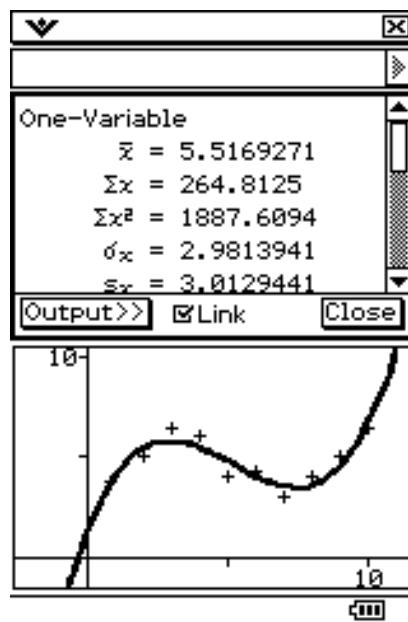 One-Variable
x̄ = 5.5169271
Σx = 264.8125
Σx² = 1887.6094
σx = 2.9813941
sx = 3.0129441
Output>> Link Close
10
10